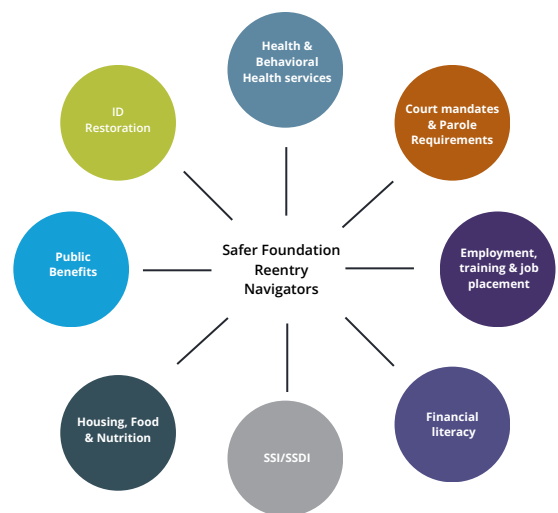 Health &
Behavioral
Health services
Court mandates
& Parole
Requirements
Employment,
training & job
placement
Financial
literacy
SSI/SSDI
Housing, Food
& Nutrition
Public
Benefits
ID
Restoration
Safer Foundation
Reentry
Navigators